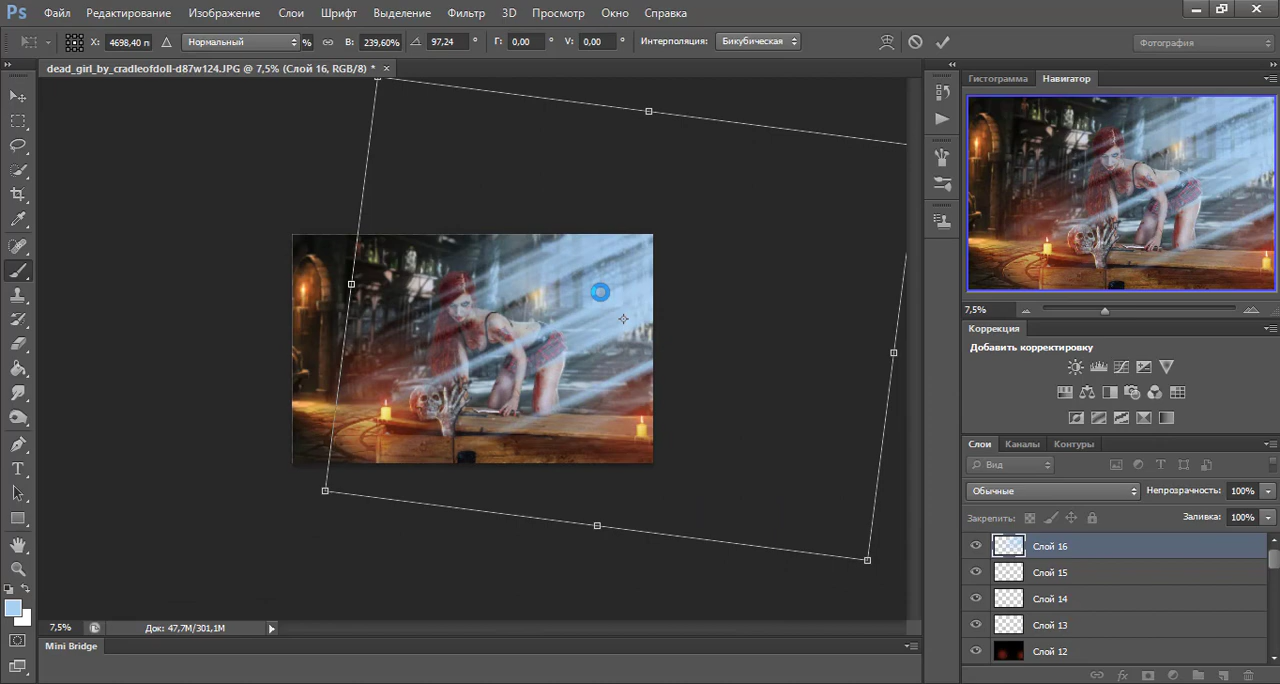 Ps Файл Редактирование Изображение Слои Шрифт Выделение Фильтр 3D Просмотр Окно Справка
X: 4698,40 п Нормальный % В: 239,60% 97,24 ° Г: 0,00 ° V: 0,00 ° Интерполяция: Бикубическая Фотография
dead_girl_by_cradleofdoll-d87w124.JPG @ 7,5% (Слой 16, RGB/8) * ×
Гистограмма Навигатор
7,5%
Коррекция
Добавить корректировку
Слои Каналы Контуры
Вид
Обычные Непрозрачность: 100%
Закрепить: Заливка: 100%
Слой 16
Слой 15
Слой 14
Слой 13
Слой 12
7,5% Док: 47,7M/301,1M
Mini Bridge